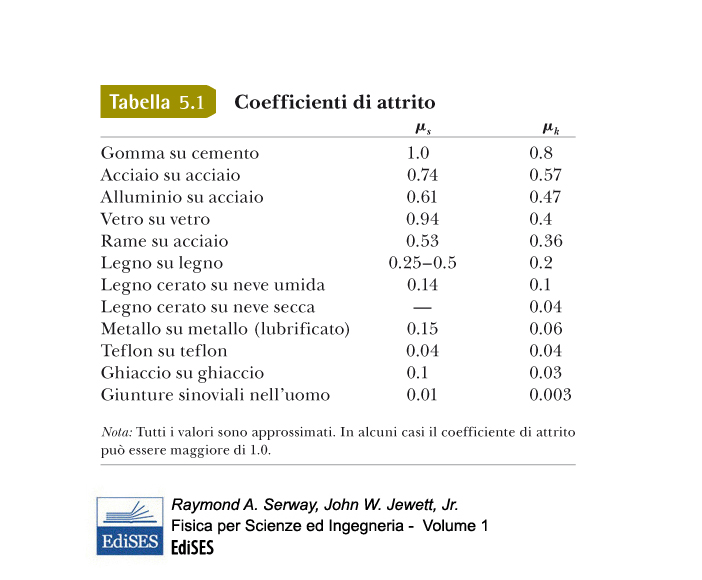 Tabella 5.1 Coefficienti di attrito
μs μk
Gomma su cemento 1.0 0.8
Acciaio su acciaio 0.74 0.57
Alluminio su acciaio 0.61 0.47
Vetro su vetro 0.94 0.4
Rame su acciaio 0.53 0.36
Legno su legno 0.25–0.5 0.2
Legno cerato su neve umida 0.14 0.1
Legno cerato su neve secca — 0.04
Metallo su metallo (lubrificato) 0.15 0.06
Teflon su teflon 0.04 0.04
Ghiaccio su ghiaccio 0.1 0.03
Giunture sinoviali nell’uomo 0.01 0.003
Nota: Tutti i valori sono approssimati. In alcuni casi il coefficiente di attrito
può essere maggiore di 1.0.
Raymond A. Serway, John W. Jewett, Jr.
Fisica per Scienze ed Ingegneria - Volume 1
EdiSES
EdiSES